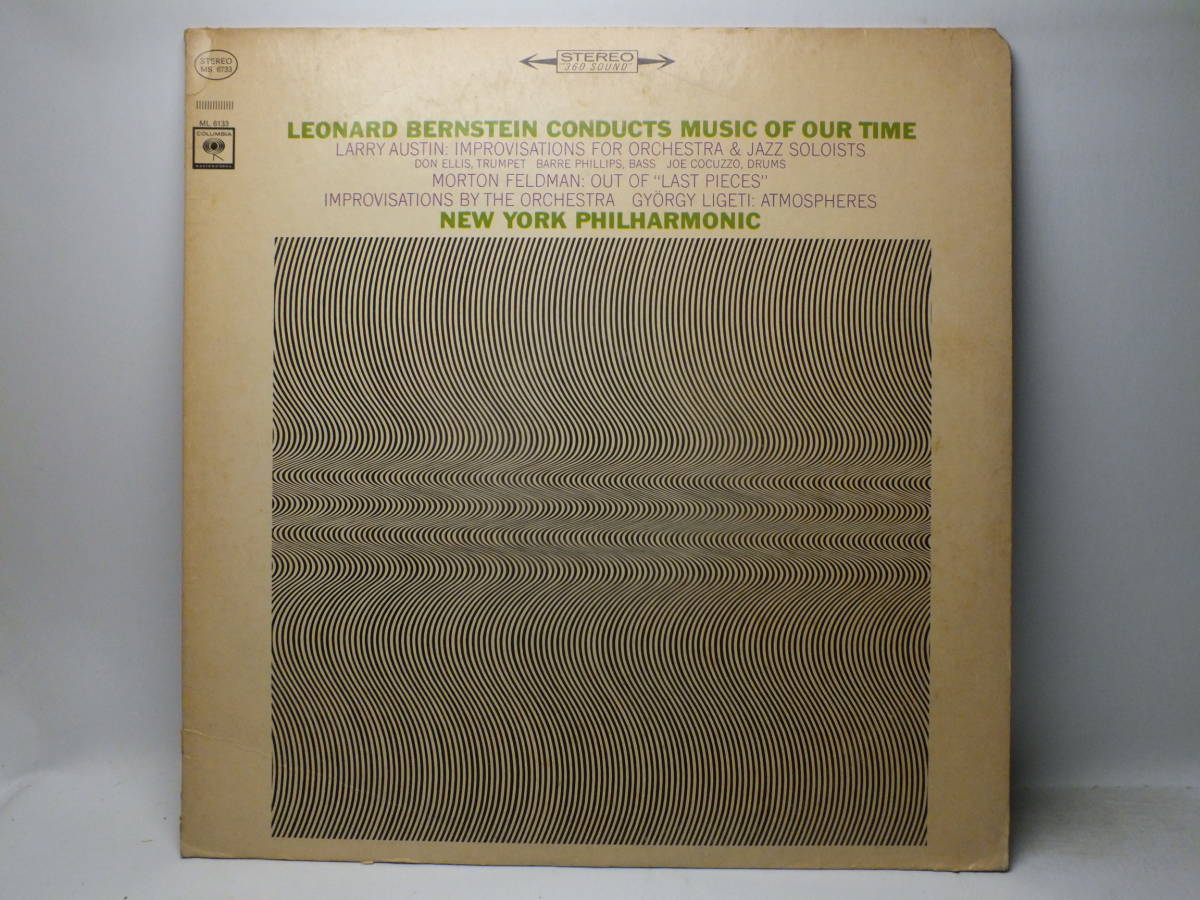 STEREO
MS 6733
STEREO
"360 SOUND"
ML 6133
COLUMBIA
MASTERWORKS
LEONARD BERNSTEIN CONDUCTS MUSIC OF OUR TIME
LARRY AUSTIN: IMPROVISATIONS FOR ORCHESTRA & JAZZ SOLOISTS
DON ELLIS, TRUMPET BARRE PHILLIPS, BASS JOE COCUZZO, DRUMS
MORTON FELDMAN: OUT OF "LAST PIECES"
IMPROVISATIONS BY THE ORCHESTRA GYÖRGY LIGETI: ATMOSPHERES
NEW YORK PHILHARMONIC